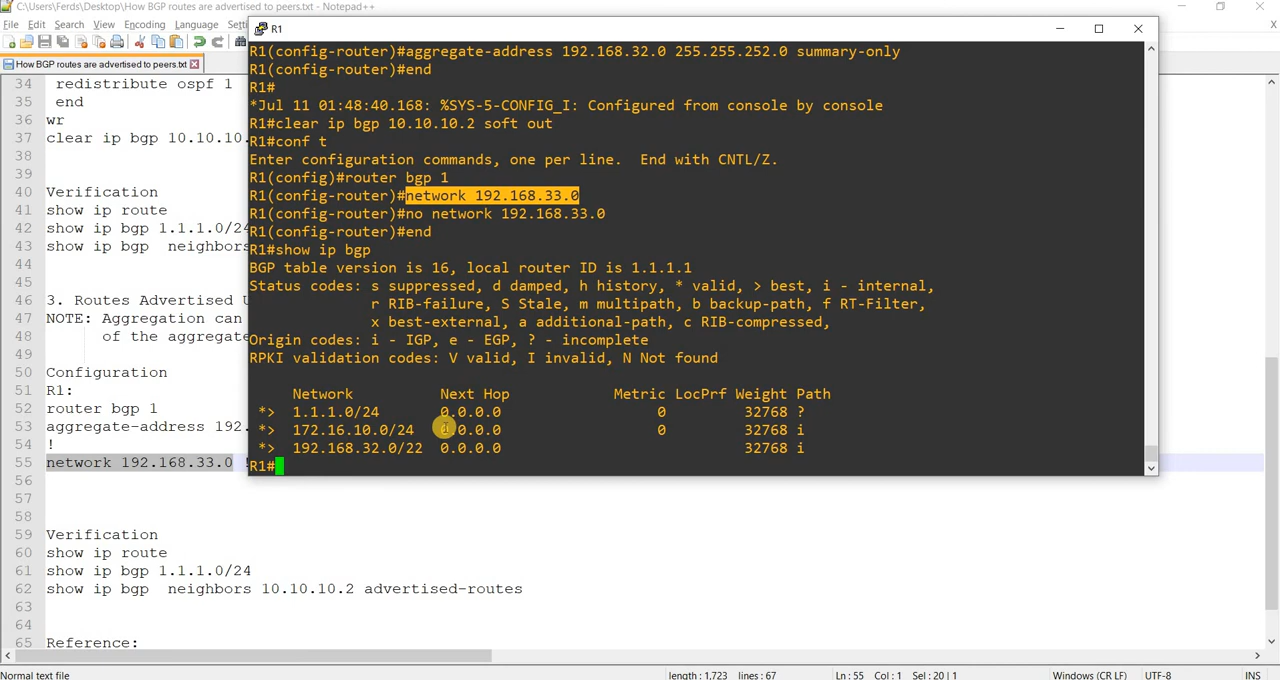 C:\Users\Ferds\Desktop\How BGP routes are advertised to peers.txt - Notepad++
File Edit Search View Encoding Language
How BGP routes are advertised to peers.txt
34 redistribute ospf 1
35 end
36 wr
37 clear ip bgp 10.10.10.
38
39
40 Verification
41 show ip route
42 show ip bgp 1.1.1.0/24
43 show ip bgp  neighbors
44
45
46 3. Routes Advertised
47 NOTE: Aggregation can
48 of the aggregate
49
50 Configuration
51 R1:
52 router bgp 1
53 aggregate-address 192.
54 !
55 network 192.168.33.0
56
57
58
59 Verification
60 show ip route
61 show ip bgp 1.1.1.0/24
62 show ip bgp  neighbors 10.10.10.2 advertised-routes
63
64
65 Reference:
R1
R1(config-router)#aggregate-address 192.168.32.0 255.255.252.0 summary-only
R1(config-router)#end
R1#
*Jul 11 01:48:40.168: %SYS-5-CONFIG_I: Configured from console by console
R1#clear ip bgp 10.10.10.2 soft out
R1#conf t
Enter configuration commands, one per line.  End with CNTL/Z.
R1(config)#router bgp 1
R1(config-router)#network 192.168.33.0
R1(config-router)#no network 192.168.33.0
R1(config-router)#end
R1#show ip bgp
BGP table version is 16, local router ID is 1.1.1.1
Status codes: s suppressed, d damped, h history, * valid, > best, i - internal,
r RIB-failure, S Stale, m multipath, b backup-path, f RT-Filter,
x best-external, a additional-path, c RIB-compressed,
Origin codes: i - IGP, e - EGP, ? - incomplete
RPKI validation codes: V valid, I invalid, N Not found
Network Next Hop Metric LocPrf Weight Path
*> 1.1.1.0/24 0.0.0.0 0 32768 ?
*> 172.16.10.0/24 0.0.0.0 0 32768 i
*> 192.168.32.0/22 0.0.0.0 32768 i
R1#
Normal text file length : 1,723 lines : 67 Ln : 55 Col : 1 Sel : 20 | 1 Windows (CR LF) UTF-8 INS